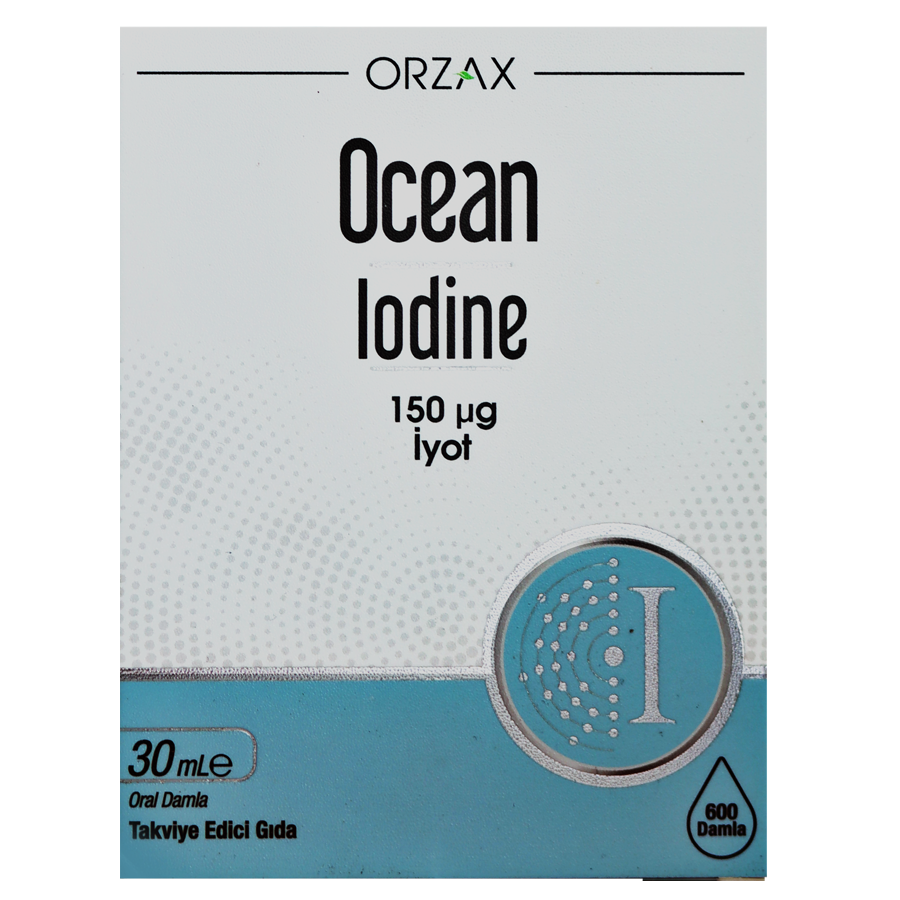 ORZAX
Ocean
Iodine
150 µg
İyot
I
30 mL e
Oral Damla
Takviye Edici Gıda
600
Damla